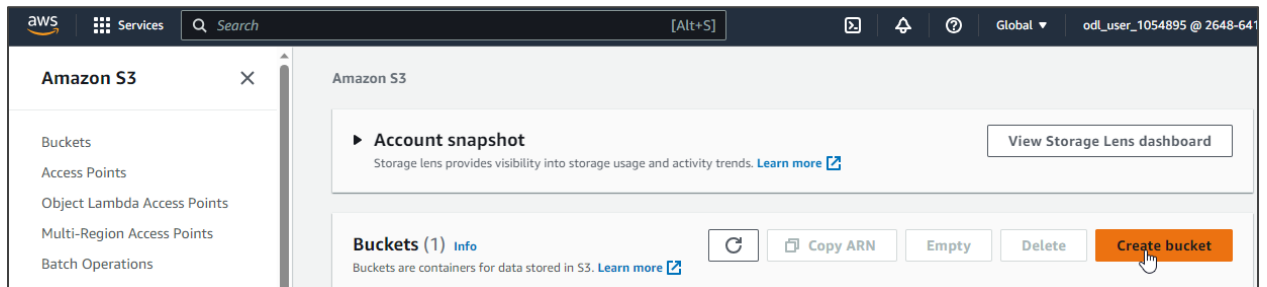 aws
Services
Search
[Alt+S]
Global
odl_user_1054895 @ 2648-641
Amazon S3
Buckets
Access Points
Object Lambda Access Points
Multi-Region Access Points
Batch Operations
Amazon S3
Account snapshot
View Storage Lens dashboard
Storage lens provides visibility into storage usage and activity trends. Learn more
Buckets (1) Info
Copy ARN
Empty
Delete
Create bucket
Buckets are containers for data stored in S3. Learn more